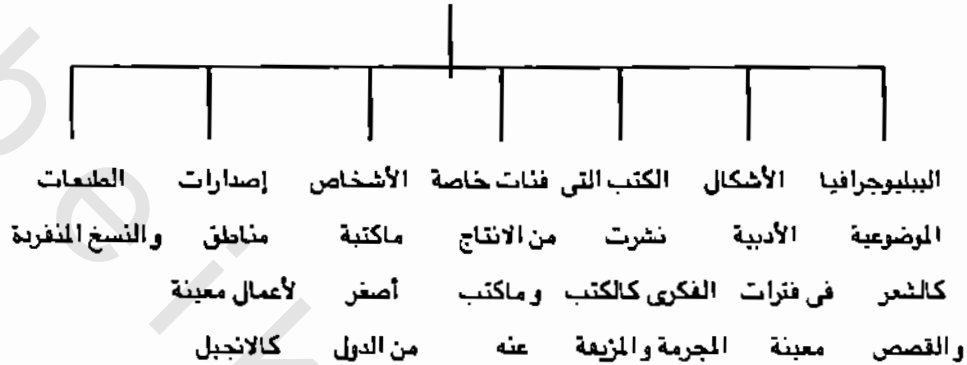 الببليوجرافيا الأشكال الكتب التى فئات خاصة الأشخاص إصدارات الطبعات
الموضوعية الأدبية نشرت من الانتاج ماكتبة مناطق والنسخ المنفردة
كالشعر فى فترات الفكرى كالكتب وماكتب أصغر لأعمال معينة
والقصص معينة المجرمة والمزيفة عنه من الدول كالانجيل